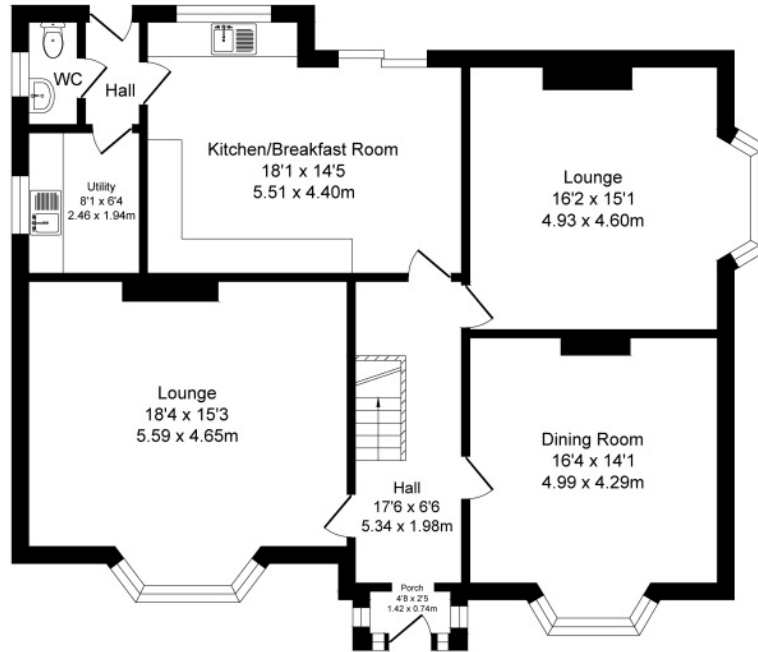 WC
Hall
Kitchen/Breakfast Room
18'1 x 14'5
5.51 x 4.40m
Lounge
16'2 x 15'1
4.93 x 4.60m
Utility
8'1 x 6'4
2.46 x 1.94m
Lounge
18'4 x 15'3
5.59 x 4.65m
Dining Room
16'4 x 14'1
4.99 x 4.29m
Hall
17'6 x 6'6
5.34 x 1.98m
Porch
4'8 x 2'5
1.42 x 0.74m